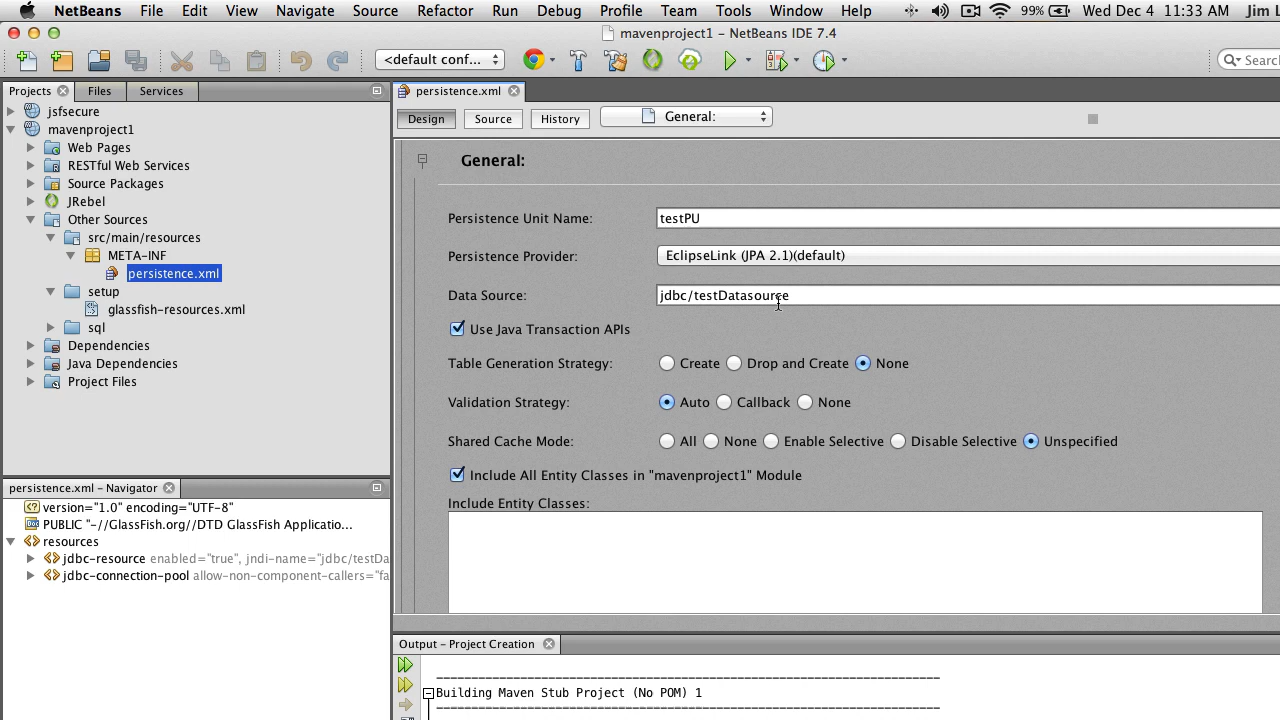 NetBeans File Edit View Navigate Source Refactor Run Debug Profile Team Tools Window Help 99% Wed Dec 4 11:33 AM Jim L
mavenproject1 – NetBeans IDE 7.4
<default conf... Searc
Projects Files Services
persistence.xml
Design Source History General:
jsfsecure
mavenproject1
Web Pages
RESTful Web Services
Source Packages
JRebel
Other Sources
src/main/resources
META-INF
persistence.xml
setup
glassfish-resources.xml
sql
Dependencies
Java Dependencies
Project Files
General:
Persistence Unit Name: testPU
Persistence Provider: EclipseLink (JPA 2.1)(default)
Data Source: jdbc/testDatasource
Use Java Transaction APIs
Table Generation Strategy: Create Drop and Create None
Validation Strategy: Auto Callback None
Shared Cache Mode: All None Enable Selective Disable Selective Unspecified
Include All Entity Classes in "mavenproject1" Module
Include Entity Classes:
persistence.xml – Navigator
version="1.0" encoding="UTF-8"
PUBLIC "-//GlassFish.org//DTD GlassFish Applicatio...
resources
jdbc-resource enabled="true", jndi-name="jdbc/testDa
jdbc-connection-pool allow-non-component-callers="fa
Output – Project Creation
------------------------------------------------------------------------
Building Maven Stub Project (No POM) 1
------------------------------------------------------------------------